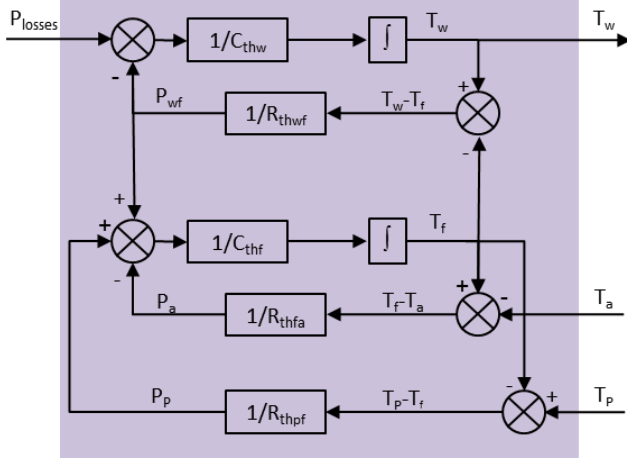 P_losses T_w T_w
1/C_thw ∫
-
P_wf 1/R_thwf T_w-T_f +
-
+
+ 1/C_thf ∫ T_f
-
P_a 1/R_thfa T_f-T_a + - T_a
P_P 1/R_thpf T_P-T_f - + T_P